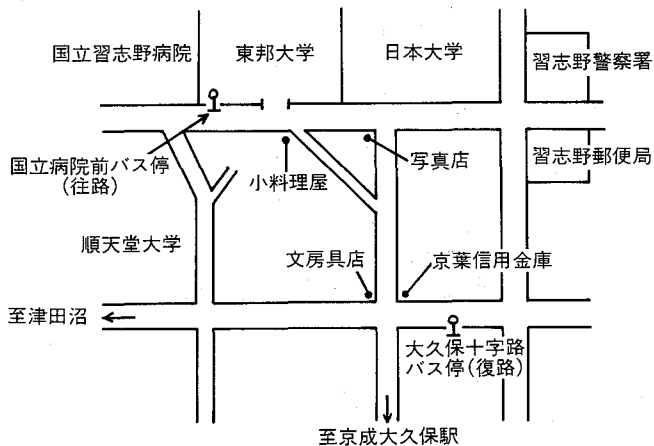 国立習志野病院
東邦大学
日本大学
習志野警察署
国立病院前バス停
(往路)
小料理屋
写真店
習志野郵便局
順天堂大学
文房具店
京葉信用金庫
至津田沼
大久保十字路
バス停(復路)
至京成大久保駅